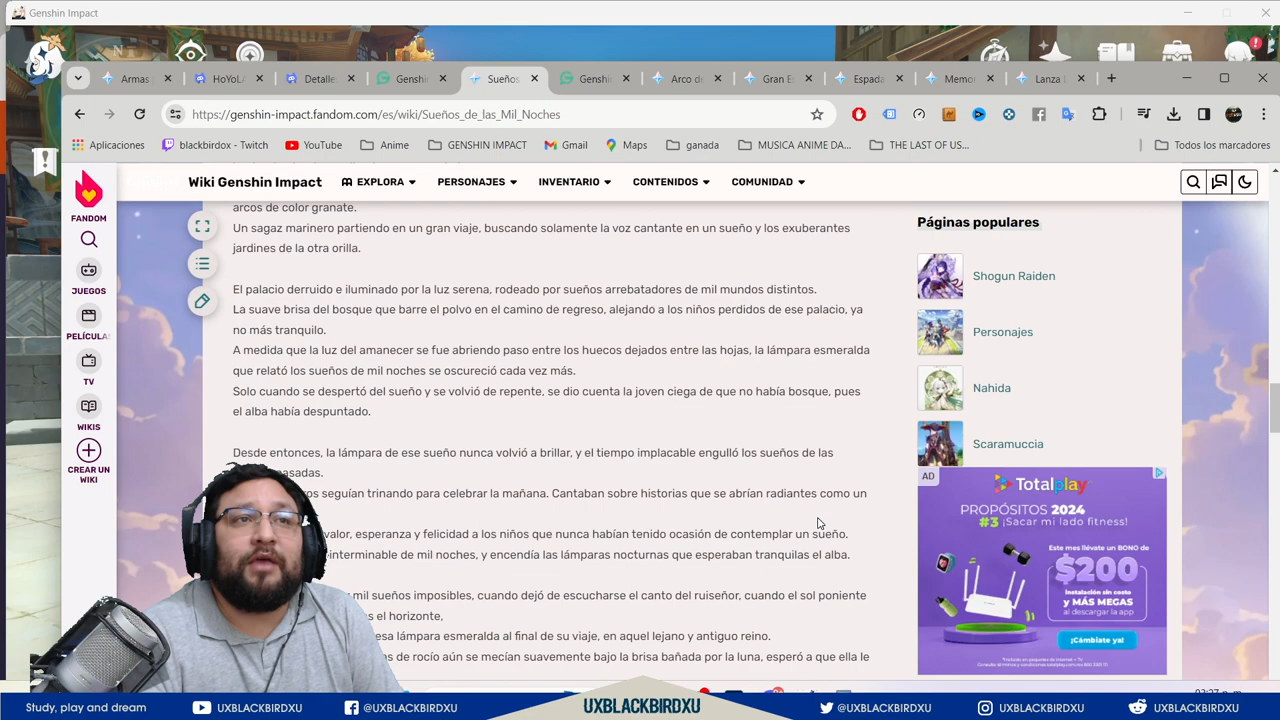 Genshin Impact
Armas
HoYoL
Detalle
Genshi
Sueños
Genshi
Arco de
Gran Es
Espada
Memo
Lanza L
https://genshin-impact.fandom.com/es/wiki/Sueños_de_las_Mil_Noches
Aplicaciones
blackbirdox - Twitch
YouTube
Anime
GENSHIN IMPACT
Gmail
Maps
ganada
MUSICA ANIME DA...
THE LAST OF US...
Todos los marcadores
Wiki Genshin Impact
EXPLORA
PERSONAJES
INVENTARIO
CONTENIDOS
COMUNIDAD
FANDOM
JUEGOS
PELÍCULA
TV
WIKIS
CREAR UN
WIKI
arcos de color granate.
Un sagaz marinero partiendo en un gran viaje, buscando solamente la voz cantante en un sueño y los exuberantes
jardines de la otra orilla.
El palacio derruido e iluminado por la luz serena, rodeado por sueños arrebatadores de mil mundos distintos.
La suave brisa del bosque que barre el polvo en el camino de regreso, alejando a los niños perdidos de ese palacio, ya
no más tranquilo.
A medida que la luz del amanecer se fue abriendo paso entre los huecos dejados entre las hojas, la lámpara esmeralda
que relató los sueños de mil noches se oscureció cada vez más.
Solo cuando se despertó del sueño y se volvió de repente, se dio cuenta la joven ciega de que no había bosque, pues
el alba había despuntado.
Desde entonces, la lámpara de ese sueño nunca volvió a brillar, y el tiempo implacable engulló los sueños de las
pasadas.
seguían trinando para celebrar la mañana. Cantaban sobre historias que se abrían radiantes como un
valor, esperanza y felicidad a los niños que nunca habían tenido ocasión de contemplar un sueño.
intermitente de mil noches, y encendía las lámparas nocturnas que esperaban tranquilas el alba.
mil sueños imposibles, cuando dejó de escucharse el canto del ruiseñor, cuando el sol poniente
esa lámpara esmeralda al final de su viaje, en aquel lejano y antiguo reino.
de rocío aún se mecían suavemente bajo la brisa bañada por la luna, esperó a que ella le
Páginas populares
Shogun Raiden
Personajes
Nahida
Scaramuccia
AD
Totalplay
PROPÓSITOS 2024
#3 ¡Sacar mi lado fitness!
Este mes llévate un BONO de
$200
Instalación sin costo
y MÁS MEGAS
al descargar la app
¡Cámbiate ya!
Study, play and dream
UXBLACKBIRDXU
@UXBLACKBIRDXU
UXBLACKBIRDXU
@UXBLACKBIRDXU
UXBLACKBIRDXU
UXBLACKBIRDXU